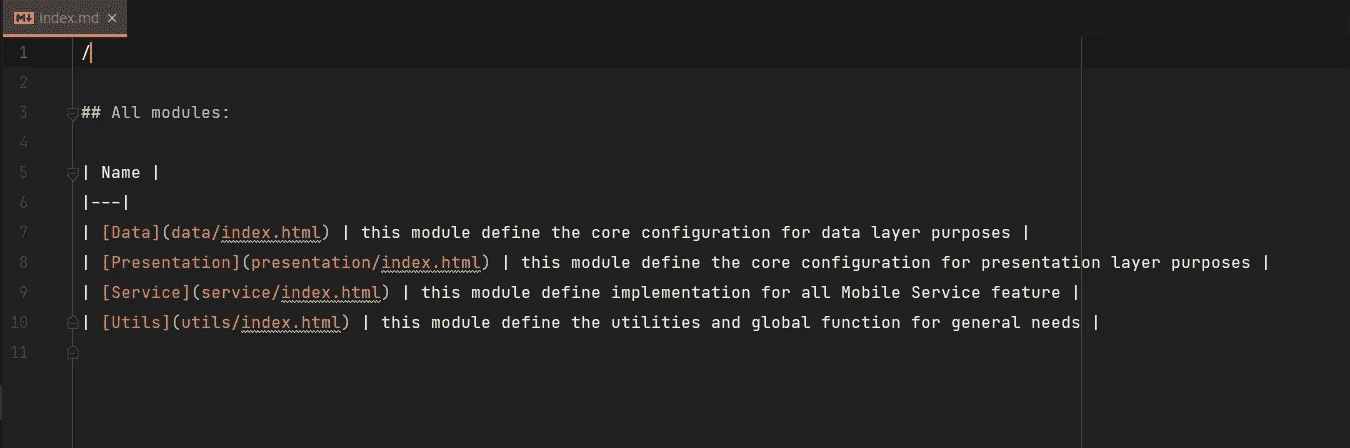 index.md ×
1 /
2
3 ## All modules:
4
5 | Name |
6 |---|
7 | [Data](data/index.html) | this module define the core configuration for data layer purposes |
8 | [Presentation](presentation/index.html) | this module define the core configuration for presentation layer purposes |
9 | [Service](service/index.html) | this module define implementation for all Mobile Service feature |
10 | [Utils](utils/index.html) | this module define the utilities and global function for general needs |
11